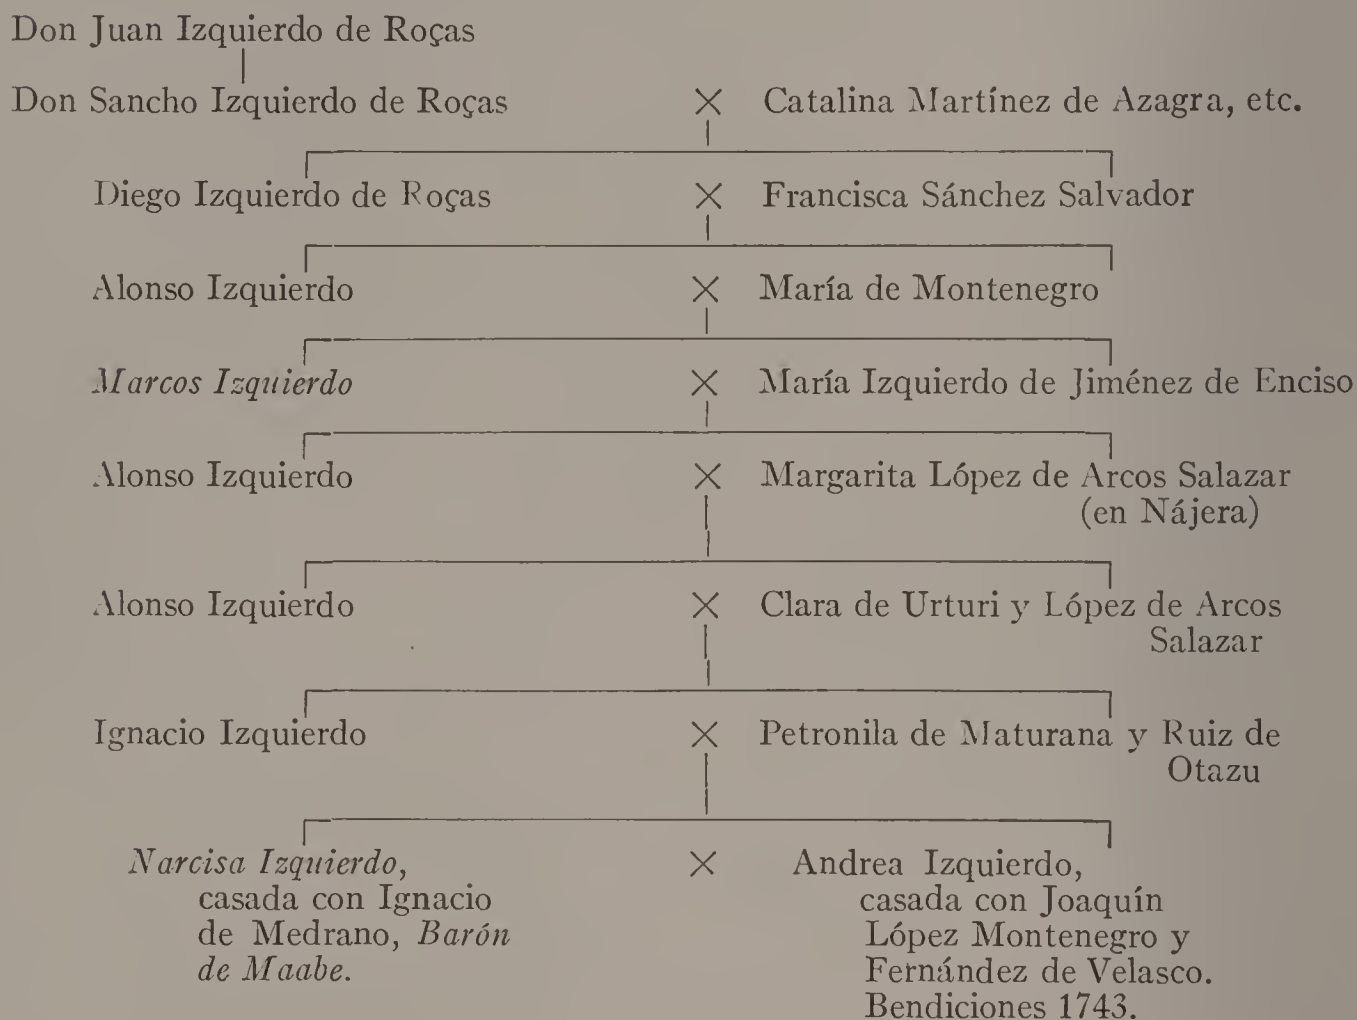 Don Juan Izquierdo de Roças
Don Sancho Izquierdo de Roças × Catalina Martínez de Azagra, etc.
Diego Izquierdo de Roças × Francisca Sánchez Salvador
Alonso Izquierdo × María de Montenegro
Marcos Izquierdo × María Izquierdo de Jiménez de Enciso
Alonso Izquierdo × Margarita López de Arcos Salazar
(en Nájera)
Alonso Izquierdo × Clara de Urturi y López de Arcos
Salazar
Ignacio Izquierdo × Petronila de Maturana y Ruiz de
Otazu
Narcisa Izquierdo,
casada con Ignacio
de Medrano, Barón
de Maabe.
×
Andrea Izquierdo,
casada con Joaquín
López Montenegro y
Fernández de Velasco.
Bendiciones 1743.